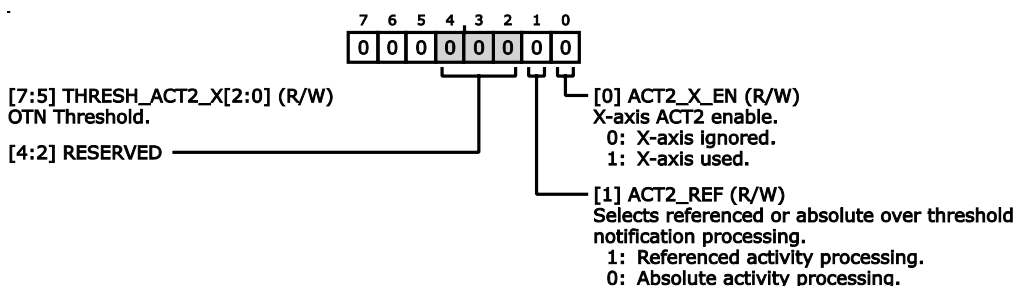 7 6 5 4 3 2 1 0
0 0 0 0 0 0 0 0
[7:5] THRESH_ACT2_X[2:0] (R/W)
OTN Threshold.
[4:2] RESERVED
[0] ACT2_X_EN (R/W)
X-axis ACT2 enable.
0: X-axis ignored.
1: X-axis used.
[1] ACT2_REF (R/W)
Selects referenced or absolute over threshold
notification processing.
1: Referenced activity processing.
0: Absolute activity processing.